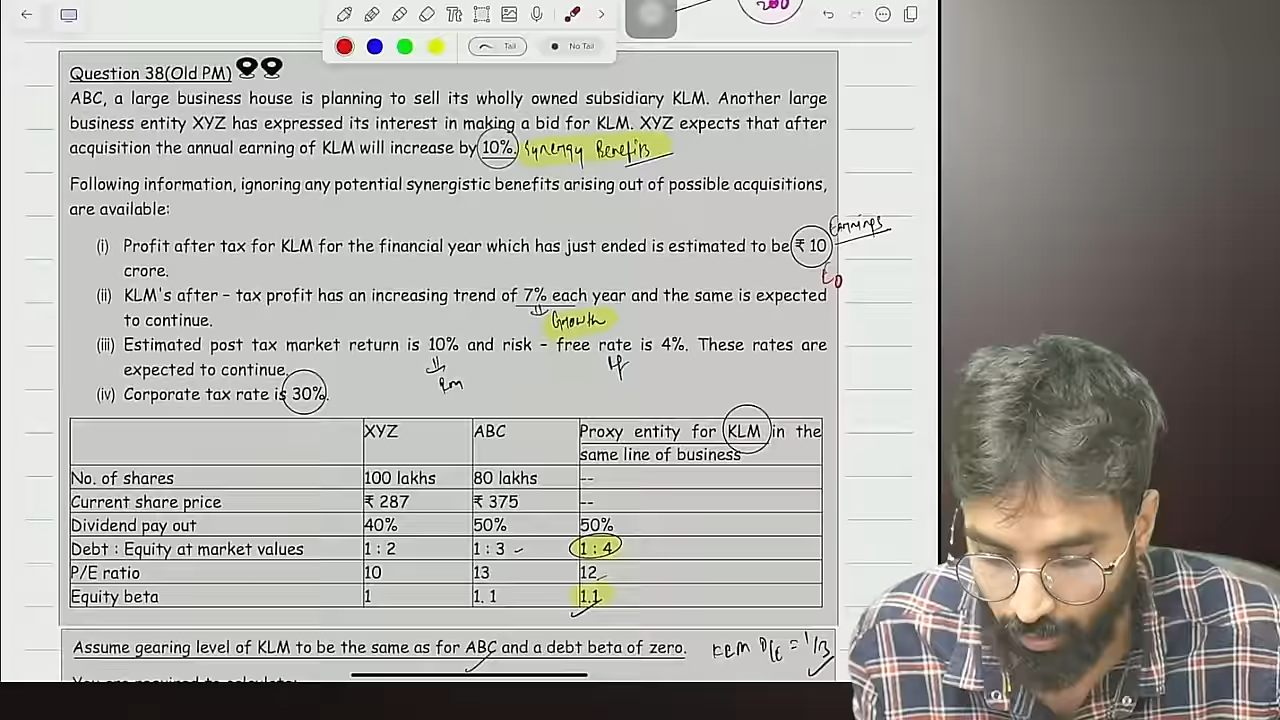 Tt
Tail
No Tail
Question 38(Old PM)
ABC, a large business house is planning to sell its wholly owned subsidiary KLM. Another large
business entity XYZ has expressed its interest in making a bid for KLM. XYZ expects that after
acquisition the annual earning of KLM will increase by 10%. Synergy Benefits
Following information, ignoring any potential synergistic benefits arising out of possible acquisitions,
are available:
Earnings
(i) Profit after tax for KLM for the financial year which has just ended is estimated to be ₹ 10
crore.
(ii) KLM's after – tax profit has an increasing trend of 7% each year and the same is expected
to continue. Growth
(iii) Estimated post tax market return is 10% and risk – free rate is 4%. These rates are
expected to continue. Rm Rf
(iv) Corporate tax rate is 30%.
XYZ ABC Proxy entity for KLM in the
same line of business
No. of shares 100 lakhs 80 lakhs --
Current share price ₹ 287 ₹ 375 --
Dividend pay out 40% 50% 50%
Debt : Equity at market values 1 : 2 1 : 3 1 : 4
P/E ratio 10 13 12
Equity beta 1 1. 1 1.1
Assume gearing level of KLM to be the same as for ABC and a debt beta of zero. KLM D/E = 1/3